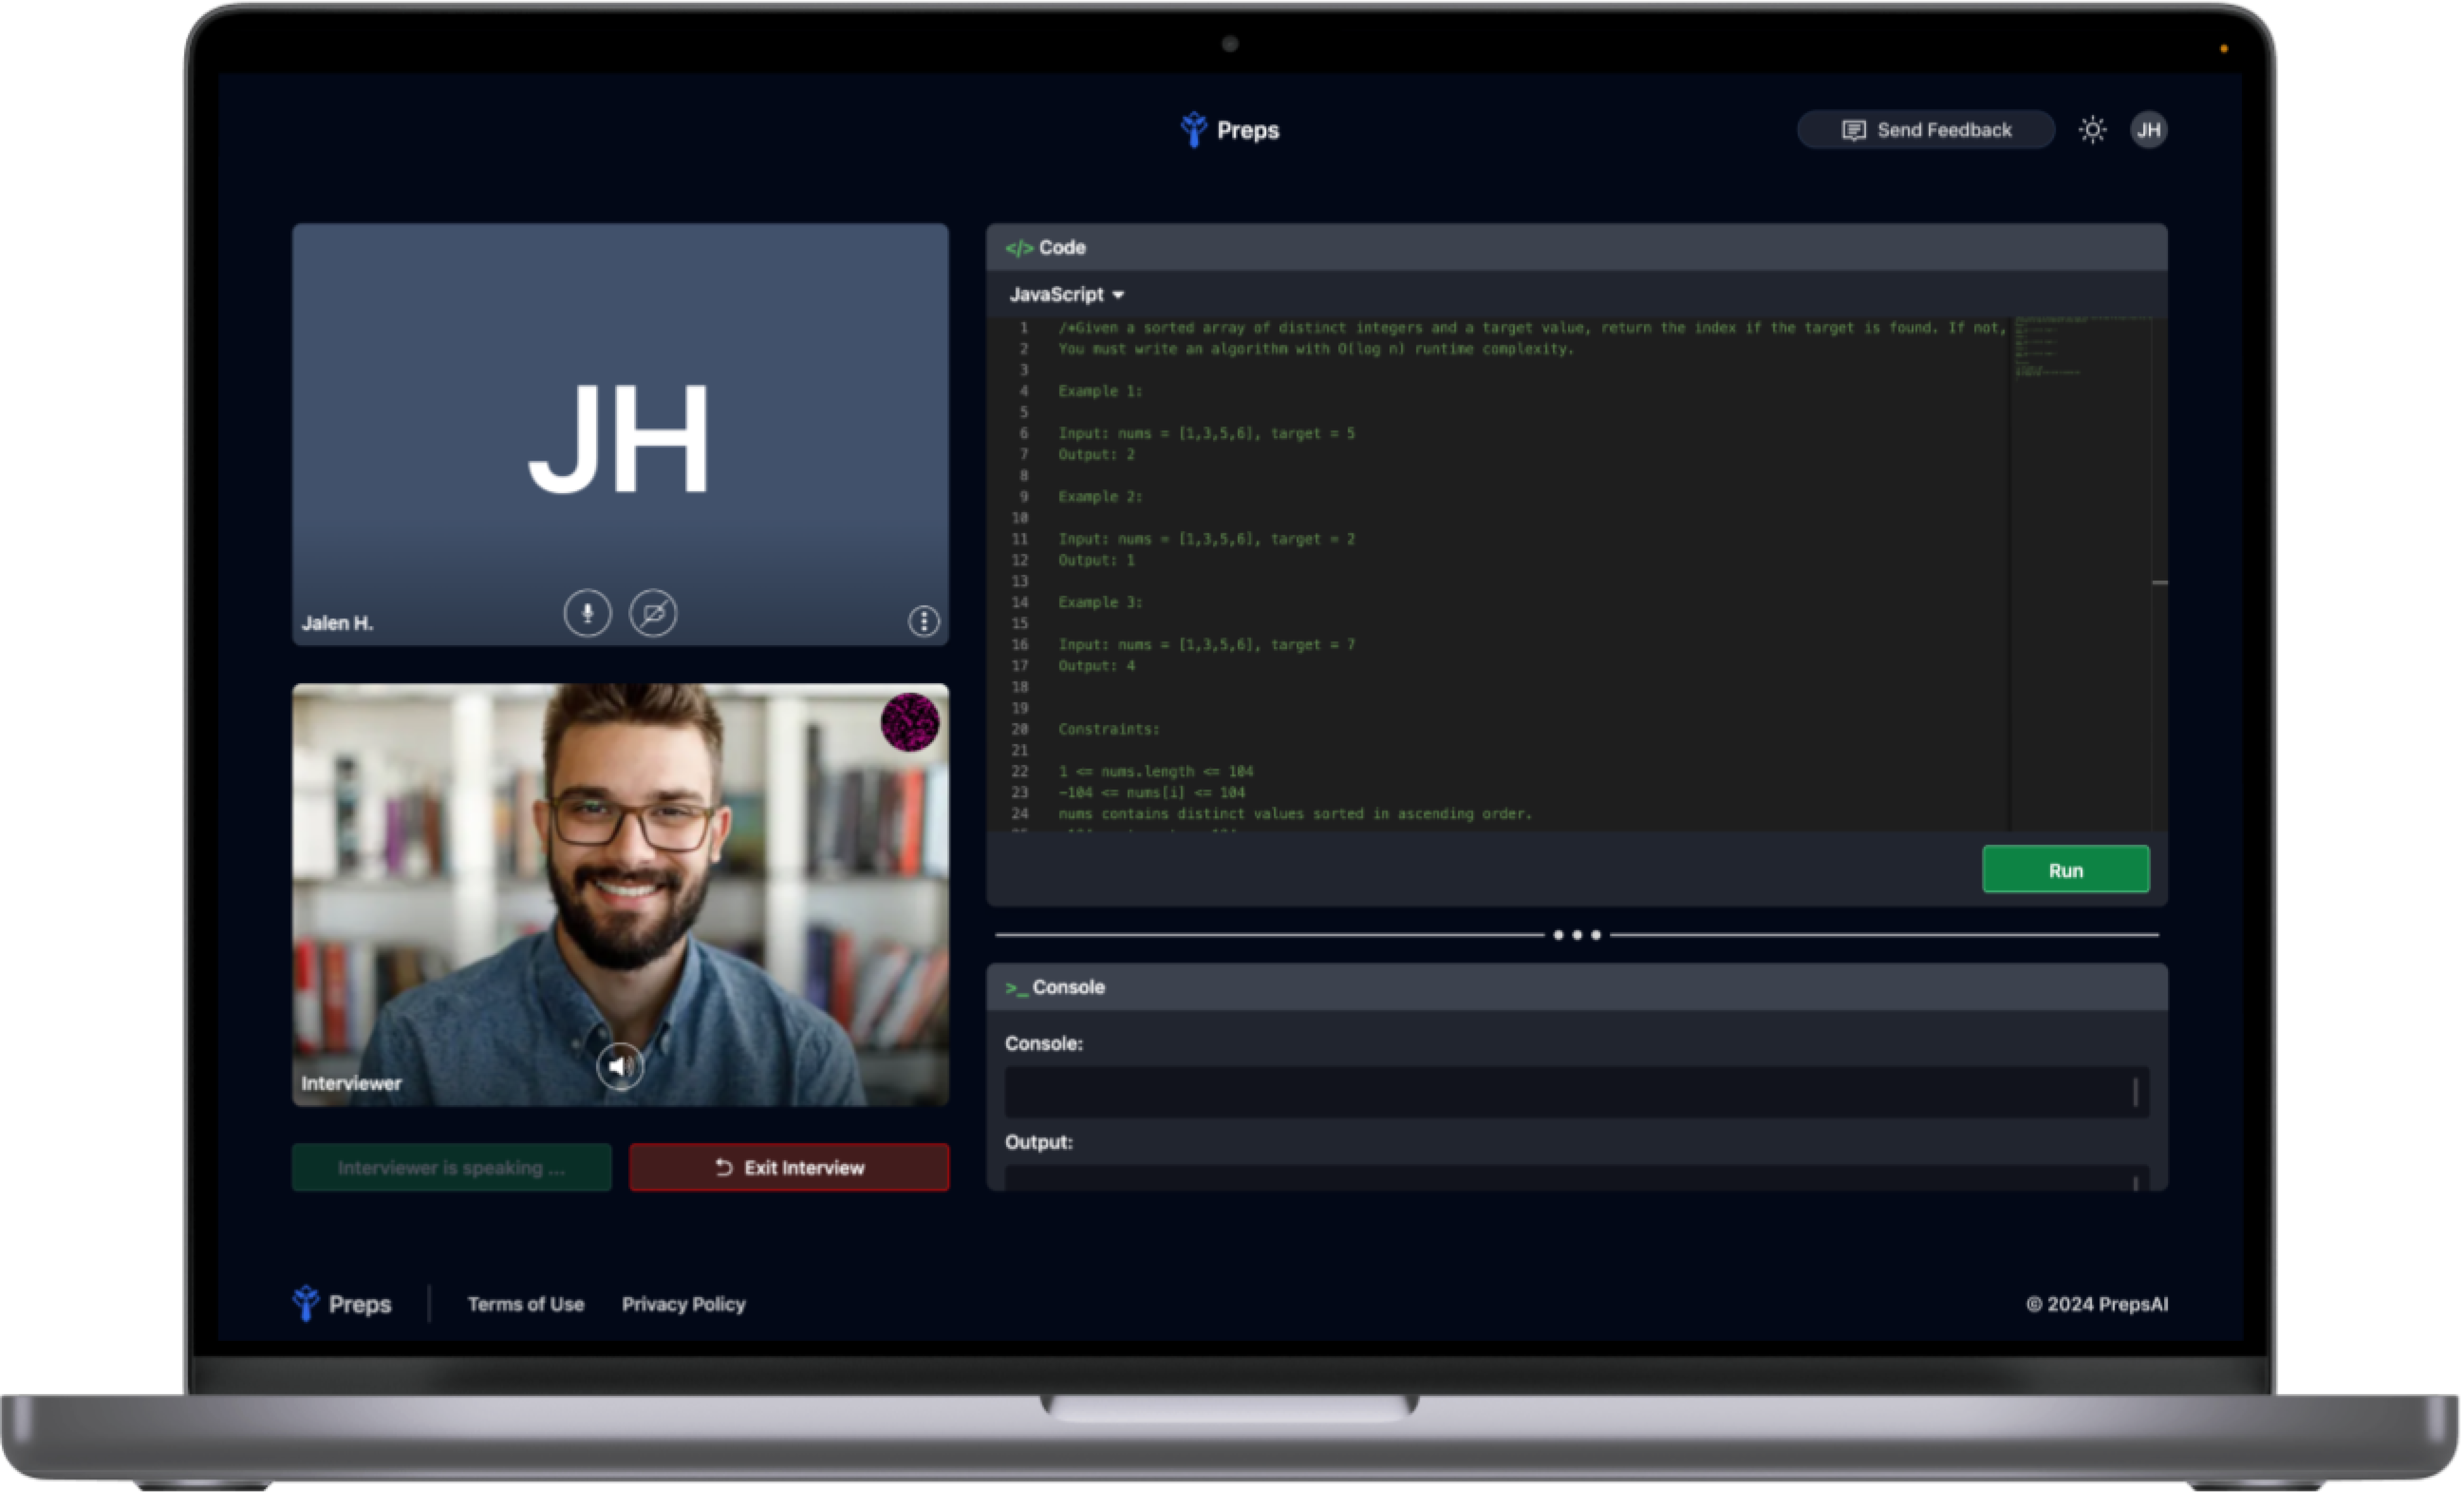 Preps
Send Feedback
JH
JH
Jalen H.
Interviewer
Interviewer is speaking ...
Exit Interview
</> Code
JavaScript
1 /*Given a sorted array of distinct integers and a target value, return the index if the target is found. If not,
2 You must write an algorithm with O(log n) runtime complexity.
3
4 Example 1:
5
6 Input: nums = [1,3,5,6], target = 5
7 Output: 2
8
9 Example 2:
10
11 Input: nums = [1,3,5,6], target = 2
12 Output: 1
13
14 Example 3:
15
16 Input: nums = [1,3,5,6], target = 7
17 Output: 4
18
19
20 Constraints:
21
22 1 <= nums.length <= 104
23 -104 <= nums[i] <= 104
24 nums contains distinct values sorted in ascending order.
Run
>_ Console
Console:
Output:
Preps
Terms of Use
Privacy Policy
© 2024 PrepsAI